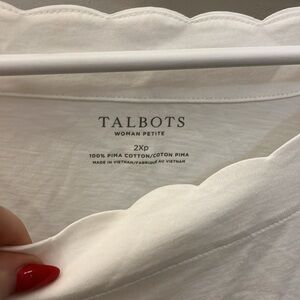 TALBOTS
WOMAN PETITE
2Xp
100% PIMA COTTON/COTON PIMA
MADE IN VIETNAM/FABRIQUÉ AU VIETNAM